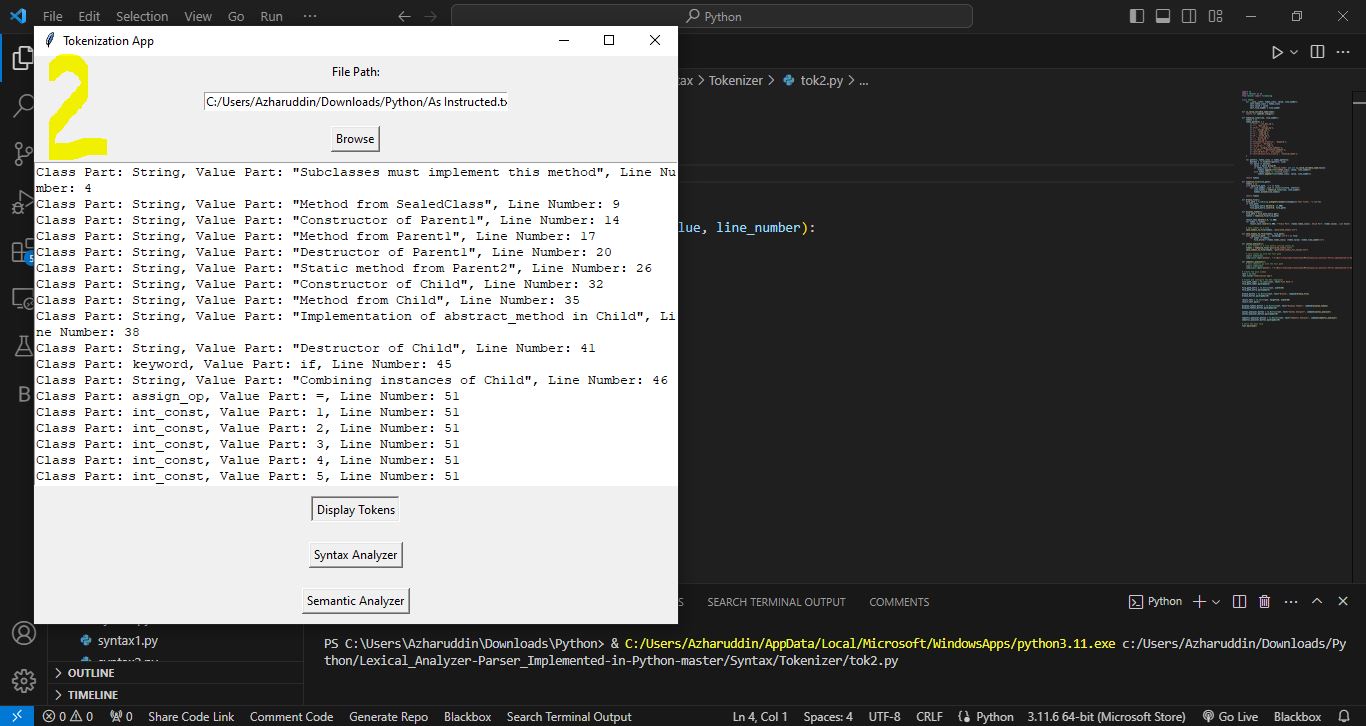 File Edit Selection View Go Run ··· Python
Tokenization App
2
File Path:
C:/Users/Azharuddin/Downloads/Python/As Instructed.tx
Browse
tax > Tokenizer > tok2.py > ...
Class Part: String, Value Part: "Subclasses must implement this method", Line Nu
mber: 4
Class Part: String, Value Part: "Method from SealedClass", Line Number: 9
Class Part: String, Value Part: "Constructor of Parent1", Line Number: 14
Class Part: String, Value Part: "Method from Parent1", Line Number: 17
Class Part: String, Value Part: "Destructor of Parent1", Line Number: 20
Class Part: String, Value Part: "Static method from Parent2", Line Number: 26
Class Part: String, Value Part: "Constructor of Child", Line Number: 32
Class Part: String, Value Part: "Method from Child", Line Number: 35
Class Part: String, Value Part: "Implementation of abstract_method in Child", Li
ne Number: 38
Class Part: String, Value Part: "Destructor of Child", Line Number: 41
Class Part: keyword, Value Part: if, Line Number: 45
Class Part: String, Value Part: "Combining instances of Child", Line Number: 46
Class Part: assign_op, Value Part: =, Line Number: 51
Class Part: int_const, Value Part: 1, Line Number: 51
Class Part: int_const, Value Part: 2, Line Number: 51
Class Part: int_const, Value Part: 3, Line Number: 51
Class Part: int_const, Value Part: 4, Line Number: 51
Class Part: int_const, Value Part: 5, Line Number: 51
lue, line_number):
Display Tokens
Syntax Analyzer
Semantic Analyzer
5
B
S SEARCH TERMINAL OUTPUT COMMENTS
Python
syntax1.py
OUTLINE
TIMELINE
PS C:\Users\Azharuddin\Downloads\Python> & C:/Users/Azharuddin/AppData/Local/Microsoft/WindowsApps/python3.11.exe c:/Users/Azharuddin/Downloads/Py
thon/Lexical_Analyzer-Parser_Implemented-in-Python-master/Syntax/Tokenizer/tok2.py
0 0 0 Share Code Link Comment Code Generate Repo Blackbox Search Terminal Output Ln 4, Col 1 Spaces: 4 UTF-8 CRLF Python 3.11.6 64-bit (Microsoft Store) Go Live Blackbox